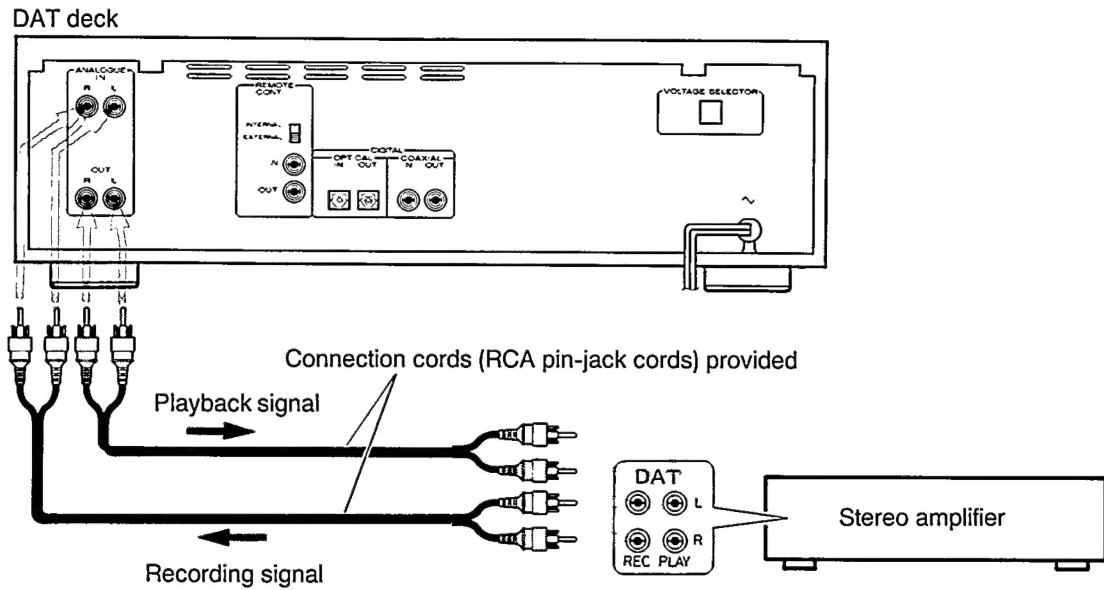 DAT deck
ANALOGUE
IN
R L
OUT
R L
REMOTE
CONT
INTERNAL
EXTERNAL
IN
OUT
DIGITAL
OPTICAL
IN OUT
COAXIAL
IN OUT
VOLTAGE SELECTOR
~
Connection cords (RCA pin-jack cords) provided
Playback signal
Recording signal
DAT
L
R
REC PLAY
Stereo amplifier